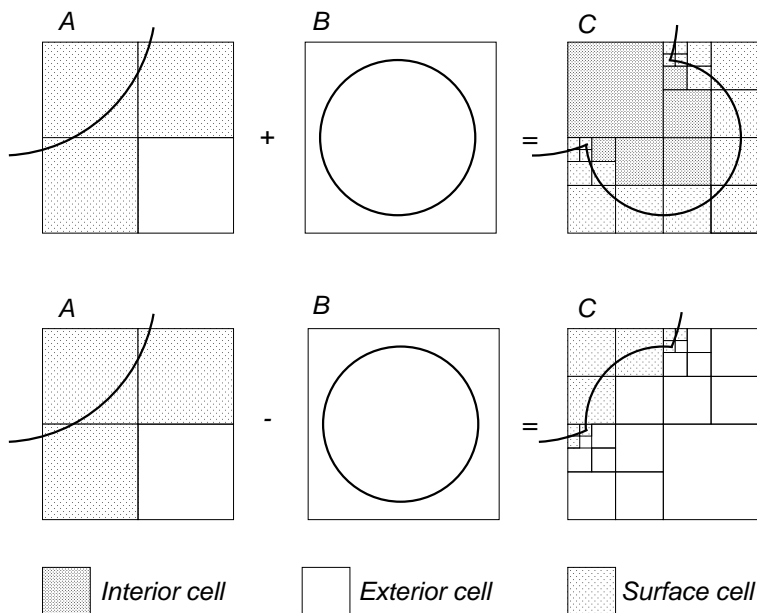 A B C
+ =
A B C
- =
Interior cell Exterior cell Surface cell